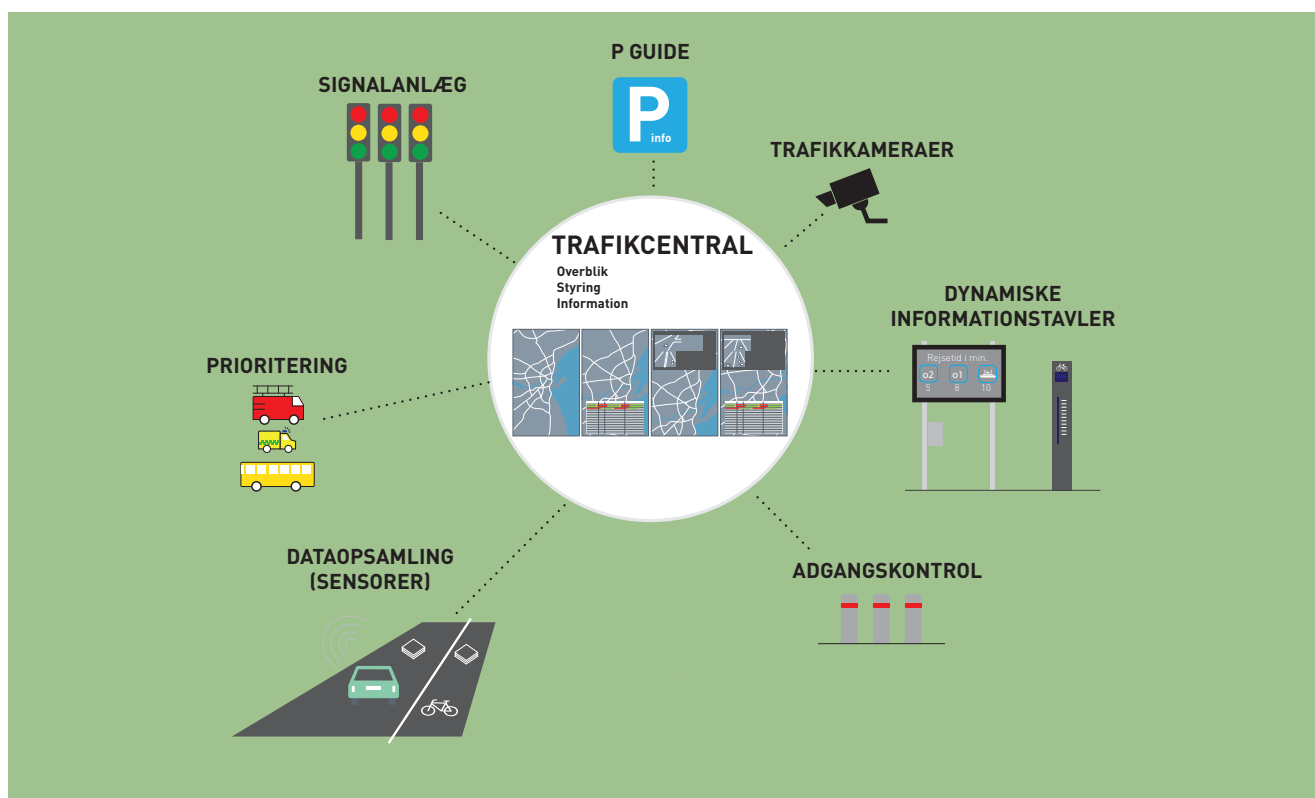 P GUIDE
SIGNALANLÆG
P
info
TRAFIKKAMERAER
TRAFIKCENTRAL
Overblik
Styring
Information
DYNAMISKE
INFORMATIONSTAVLER
Rejsetid i min.
o2 o1
5 8 10
PRIORITERING
DATAOPSAMLING
(SENSORER)
ADGANGSKONTROL